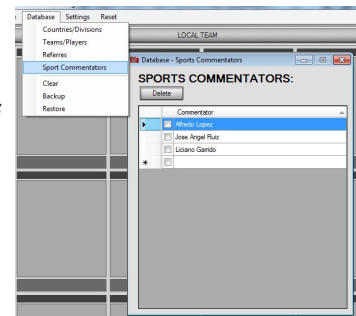 Database Settings Reset
Countries/Divisions
Teams/Players
Referres
Sport Commentators
Clear
Backup
Restore
LOCAL TEAM
Database - Sports Commentators
SPORTS COMMENTATORS:
Delete
Commentator
Alfredo Lopez
Jose Angel Ruiz
Liciano Garrido